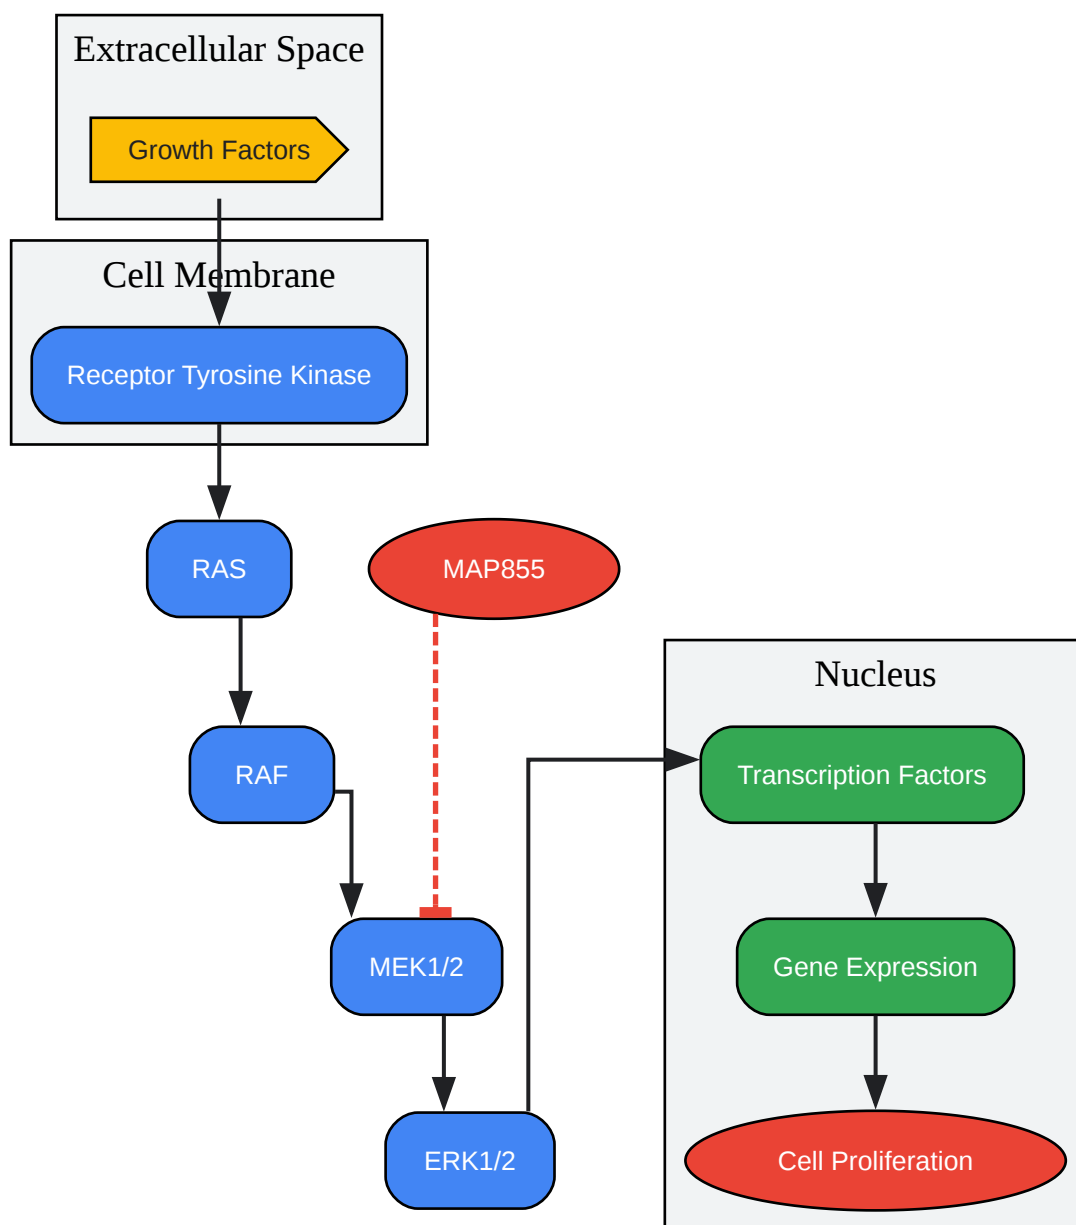 Extracellular Space
Growth Factors
Cell Membrane
Receptor Tyrosine Kinase
RAS
MAP855
Nucleus
RAF
Transcription Factors
MEK1/2
Gene Expression
ERK1/2
Cell Proliferation